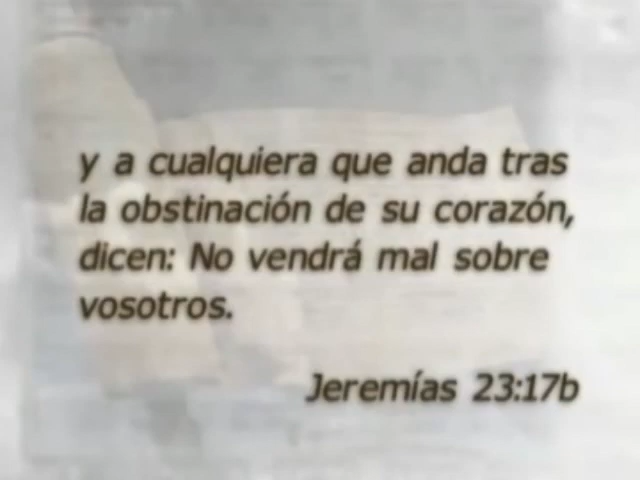 y a cualquiera que anda tras
la obstinación de su corazón,
dicen: No vendrá mal sobre
vosotros.
Jeremías 23:17b